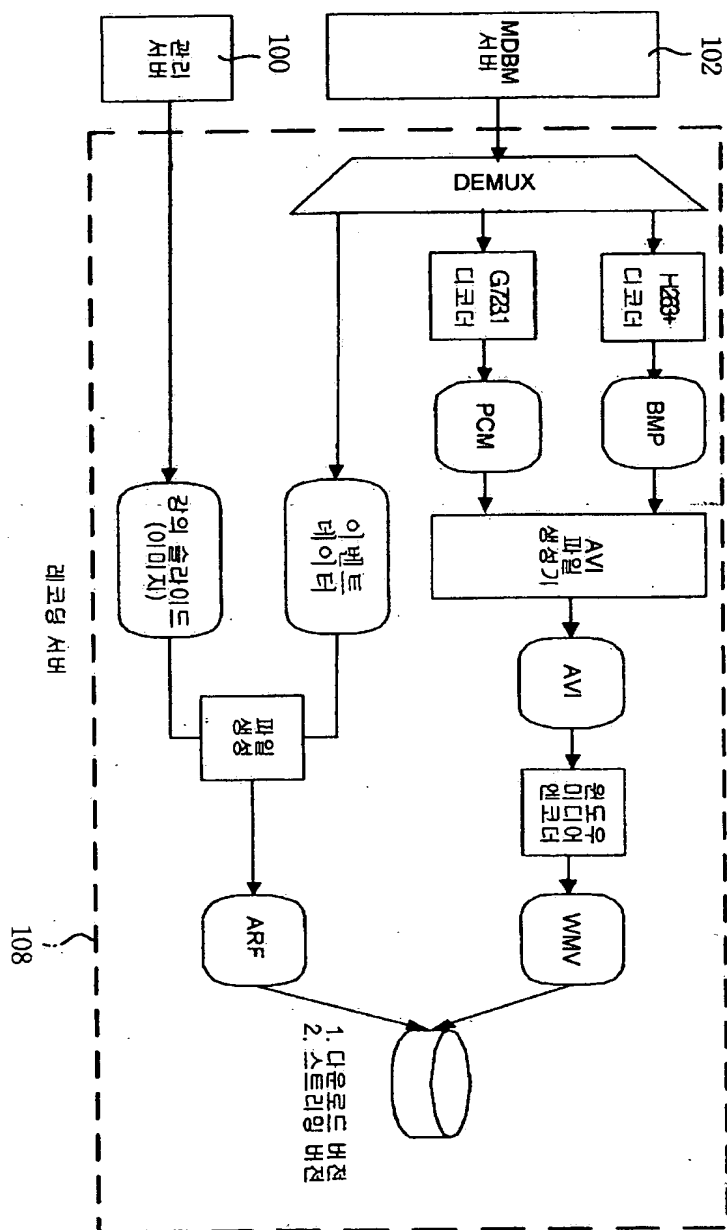 102
MDBM
서버
100
관리
서버
DEMUX
H.263+
디코더
G.723.1
디코더
BMP
PCM
AVI
파일
생성기
이벤트
데이터
강의 슬라이드
(이미지)
AVI
파일
생성
윈도우
미디어
엔코더
WMV
ARF
1. 다운로드 버전
2. 스트리밍 버전
레코딩 서버
108